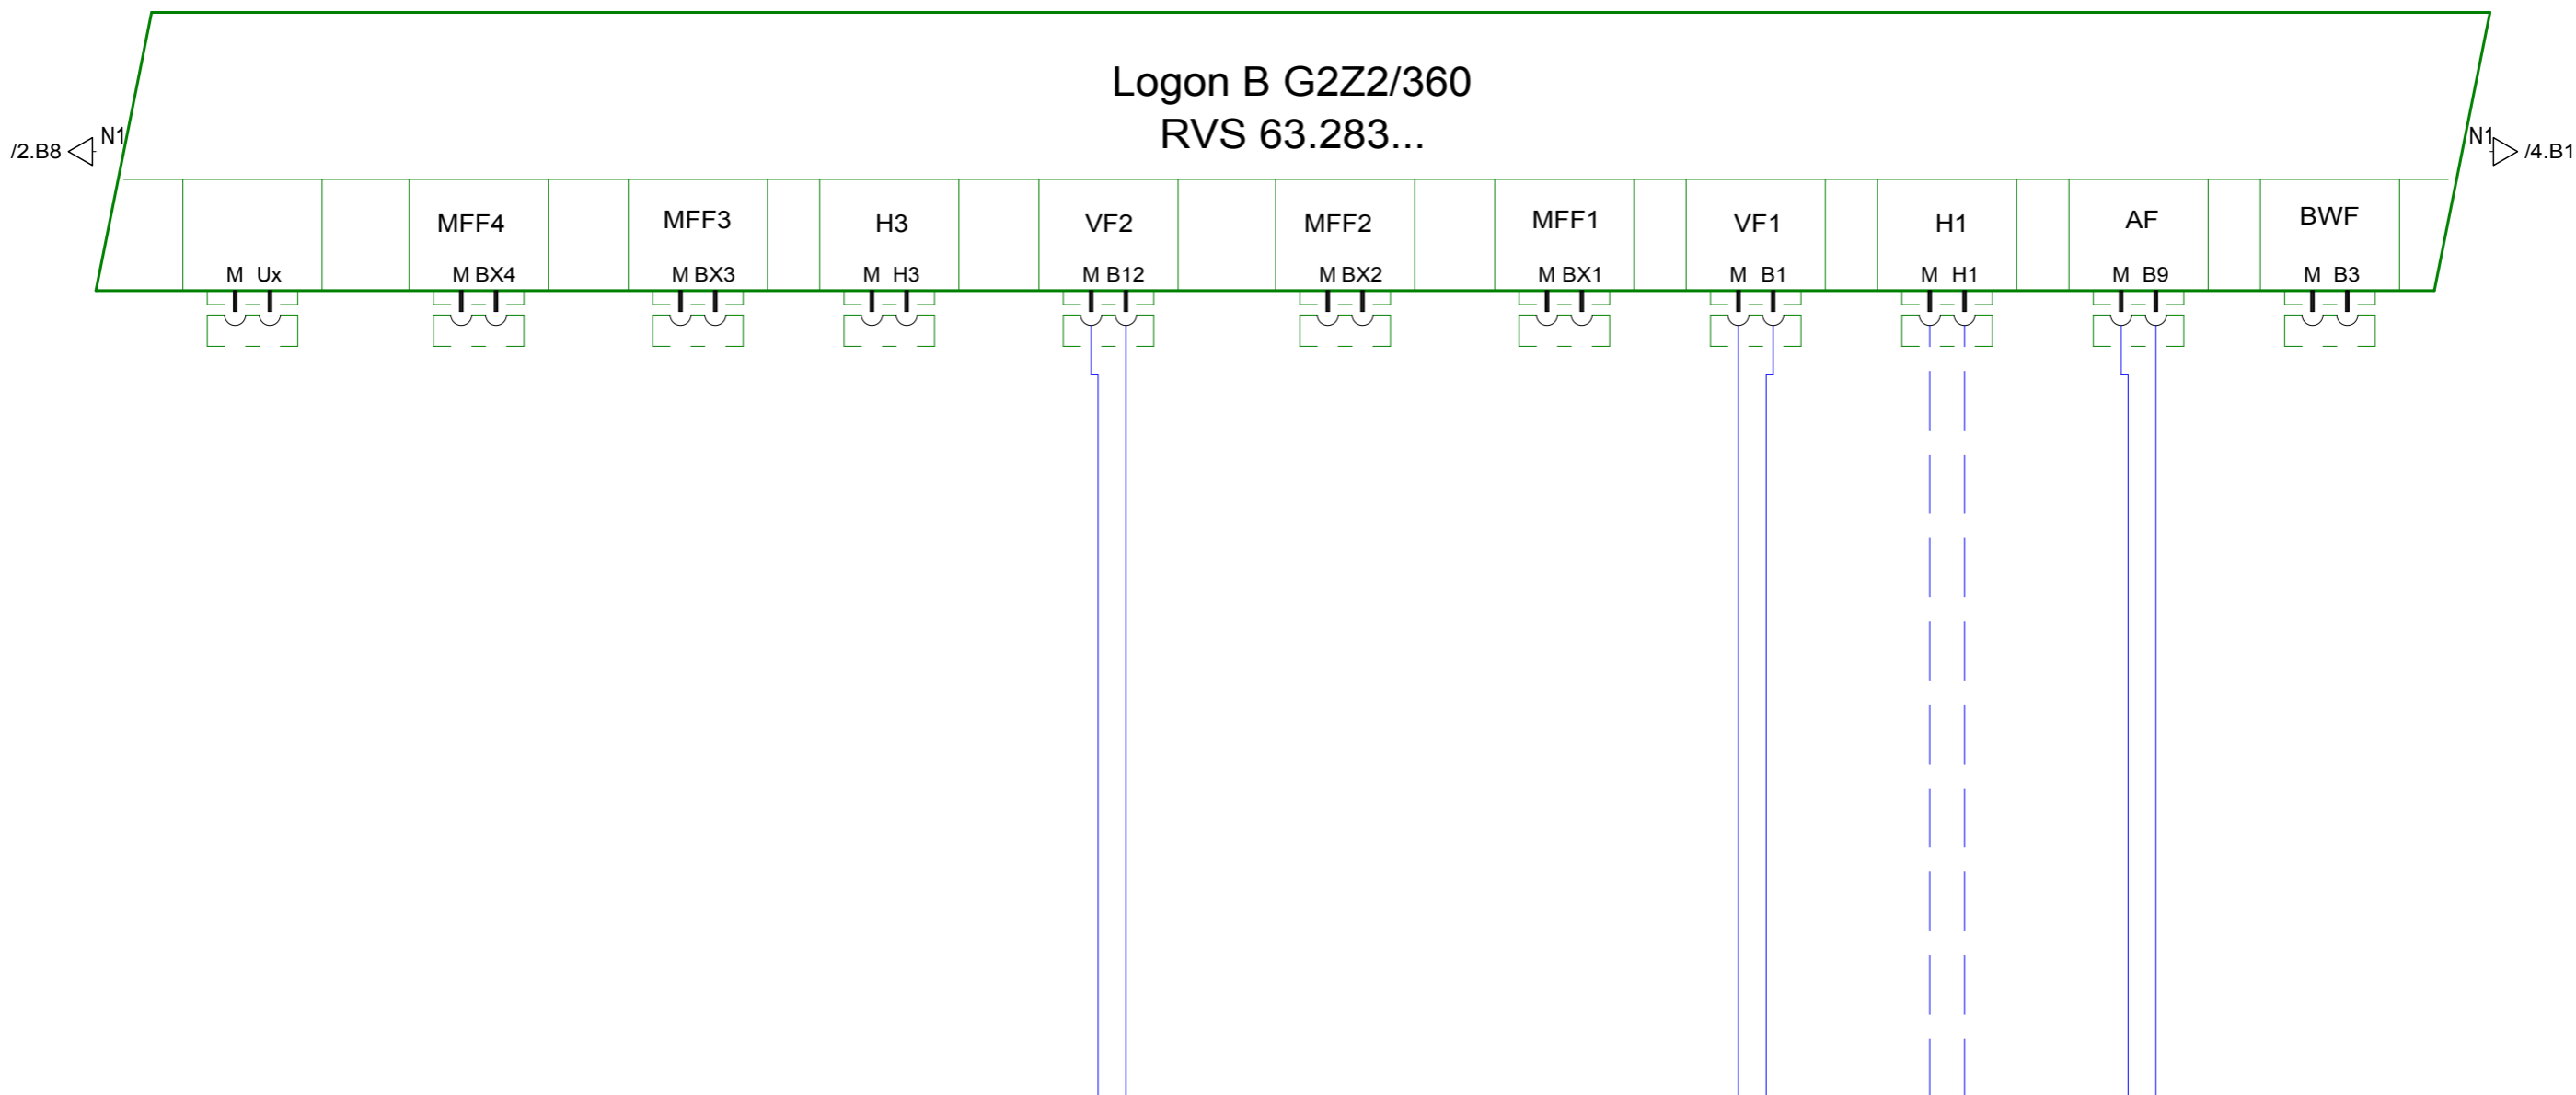 Logon B G2Z2/360
RVS 63.283...
/2.B8 N1 N1 /4.B1
MFF4 MFF3 H3 VF2 MFF2 MFF1 VF1 H1 AF BWF
M Ux M BX4 M BX3 M H3 M B12 M BX2 M BX1 M B1 M H1 M B9 M B3